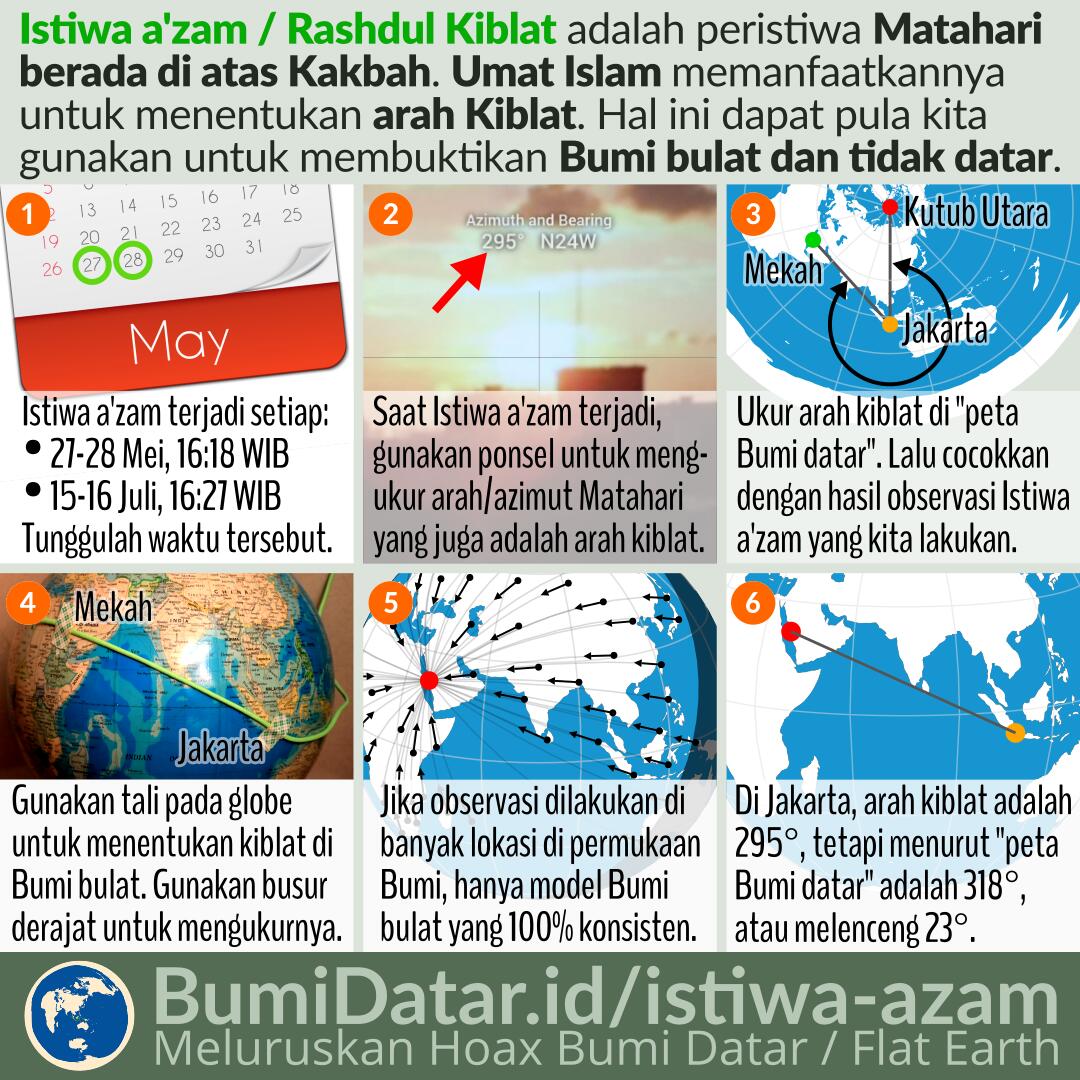 Istiwa a'zam / Rashdul Kiblat adalah peristiwa Matahari
berada di atas Kakbah. Umat Islam memanfaatkannya
untuk menentukan arah Kiblat. Hal ini dapat pula kita
gunakan untuk membuktikan Bumi bulat dan tidak datar.
1
13 14 15 16 17 18
19 20 21 22 23 24 25
26 27 28 29 30 31
May
Istiwa a'zam terjadi setiap:
• 27-28 Mei, 16:18 WIB
• 15-16 Juli, 16:27 WIB
Tunggulah waktu tersebut.
2
Azimuth and Bearing
295° N24W
Saat Istiwa a'zam terjadi,
gunakan ponsel untuk meng-
ukur arah/azimut Matahari
yang juga adalah arah kiblat.
3
Kutub Utara
Mekah
Jakarta
Ukur arah kiblat di "peta
Bumi datar". Lalu cocokkan
dengan hasil observasi Istiwa
a'zam yang kita lakukan.
4
Mekah
CHINA
INDIA
INDIAN
Jakarta
Gunakan tali pada globe
untuk menentukan kiblat di
Bumi bulat. Gunakan busur
derajat untuk mengukurnya.
5
Jika observasi dilakukan di
banyak lokasi di permukaan
Bumi, hanya model Bumi
bulat yang 100% konsisten.
6
Di Jakarta, arah kiblat adalah
295°, tetapi menurut "peta
Bumi datar" adalah 318°,
atau melenceng 23°.
BumiDatar.id/istiwa-azam
Meluruskan Hoax Bumi Datar / Flat Earth